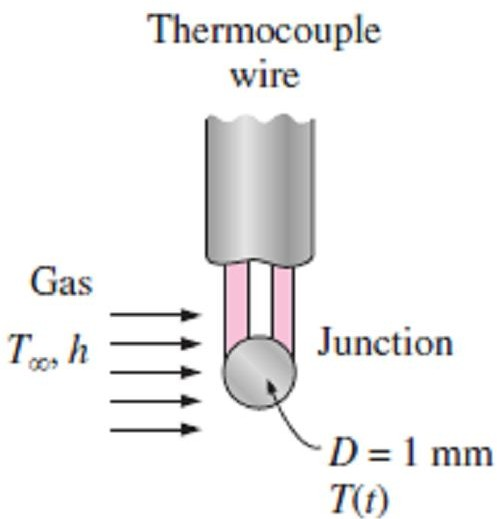 Thermocouple
wire
Gas
T∞, h
Junction
D = 1 mm
T(t)